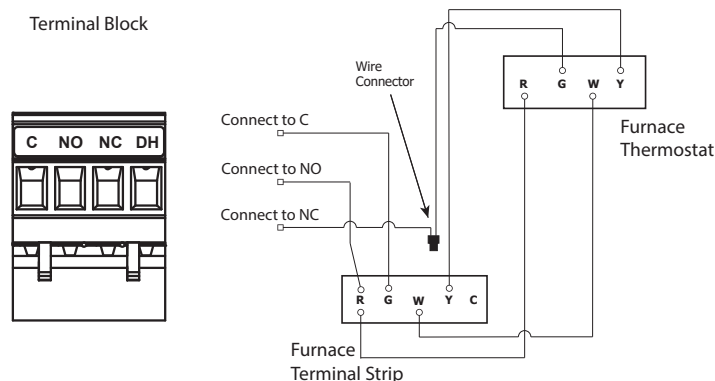 Terminal Block
C NO NC DH
Wire
Connector
Connect to C
Connect to NO
Connect to NC
R G W Y
Furnace
Thermostat
R G W Y C
Furnace
Terminal Strip